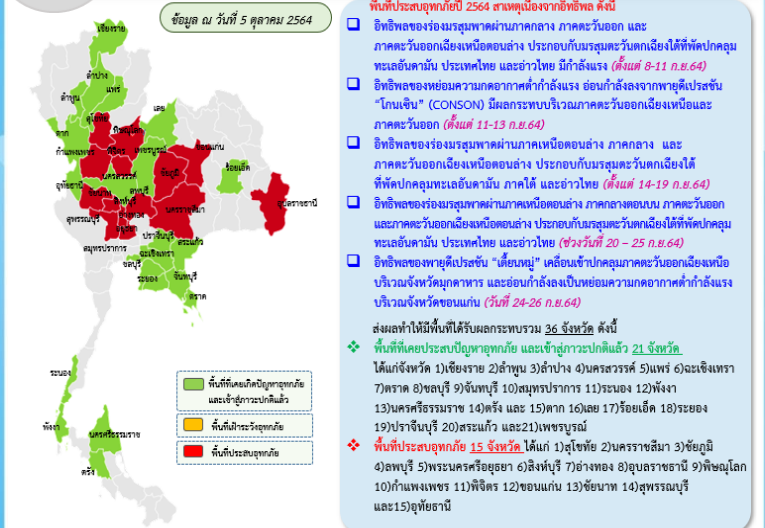 ข้อมูล ณ วันที่ 5 ตุลาคม 2564
พื้นที่ประสบอุทกภัยปี 2564 สาเหตุเนื่องจากอิทธิพล ดังนี้
อิทธิพลของร่องมรสุมพาดผ่านภาคกลาง ภาคตะวันออก และ
ภาคตะวันออกเฉียงเหนือตอนล่าง ประกอบกับมรสุมตะวันตกเฉียงใต้ที่พัดปกคลุม
ทะเลอันดามัน ประเทศไทย และอ่าวไทย มีกำลังแรง (ตั้งแต่ 8-11 ก.ย.64)
อิทธิพลของหย่อมความกดอากาศต่ำกำลังแรง อ่อนกำลังลงจากพายุดีเปรสชัน
“โกนเซิน” (CONSON) มีผลกระทบบริเวณภาคตะวันออกเฉียงเหนือและ
ภาคตะวันออก (ตั้งแต่ 11-13 ก.ย.64)
อิทธิพลของร่องมรสุมพาดผ่านภาคเหนือตอนล่าง ภาคกลาง และ
ภาคตะวันออกเฉียงเหนือตอนล่าง ประกอบกับมรสุมตะวันตกเฉียงใต้
ที่พัดปกคลุมทะเลอันดามัน ภาคใต้ และอ่าวไทย (ตั้งแต่ 14-19 ก.ย.64)
อิทธิพลของร่องมรสุมพาดผ่านภาคเหนือตอนล่าง ภาคกลางตอนบน ภาคตะวันออก
และภาคตะวันออกเฉียงเหนือตอนล่าง ประกอบกับมรสุมตะวันตกเฉียงใต้ที่พัดปกคลุม
ทะเลอันดามัน ประเทศไทย และอ่าวไทย (ช่วงวันที่ 20 – 25 ก.ย.64)
อิทธิพลของพายุดีเปรสชัน “เตี้ยนหมู่” เคลื่อนเข้าปกคลุมภาคตะวันออกเฉียงเหนือ
บริเวณจังหวัดมุกดาหาร และอ่อนกำลังลงเป็นหย่อมความกดอากาศต่ำกำลังแรง
บริเวณจังหวัดขอนแก่น (วันที่ 24-26 ก.ย.64)
ส่งผลทำให้มีพื้นที่ได้รับผลกระทบรวม 36 จังหวัด ดังนี้
พื้นที่ที่เคยประสบปัญหาอุทกภัย และเข้าสู่ภาวะปกติแล้ว 21 จังหวัด
ได้แก่จังหวัด 1)เชียงราย 2)ลำพูน 3)ลำปาง 4)นครสวรรค์ 5)แพร่ 6)ฉะเชิงเทรา
7)ตราด 8)ชลบุรี 9)จันทบุรี 10)สมุทรปราการ 11)ระนอง 12)พังงา
13)นครศรีธรรมราช 14)ตรัง และ 15)ตาก 16)เลย 17)ร้อยเอ็ด 18)ระยอง
19)ปราจีนบุรี 20)สระแก้ว และ21)เพชรบูรณ์
พื้นที่ประสบอุทกภัย 15 จังหวัด ได้แก่ 1)สุโขทัย 2)นครราชสีมา 3)ชัยภูมิ
4)ลพบุรี 5)พระนครศรีอยุธยา 6)สิงห์บุรี 7)อ่างทอง 8)อุบลราชธานี 9)พิษณุโลก
10)กำแพงเพชร 11)พิจิตร 12)ขอนแก่น 13)ชัยนาท 14)สุพรรณบุรี
และ15)อุทัยธานี
เชียงราย
ลำปาง
แพร่
ลำพูน
เลย
สุโขทัย
ตาก
พิษณุโลก
กำแพงเพชร
พิจิตร
เพชรบูรณ์
ขอนแก่น
ร้อยเอ็ด
นครสวรรค์
ชัยภูมิ
อุทัยธานี
ชัยนาท
ลพบุรี
สิงห์บุรี
อุบลราชธานี
สุพรรณบุรี
อ่างทอง
นครราชสีมา
อยุธยา
ปราจีนบุรี
สระแก้ว
สมุทรปราการ
ฉะเชิงเทรา
ชลบุรี
ระยอง
จันทบุรี
ตราด
ระนอง
พังงา
นครศรีธรรมราช
ตรัง
พื้นที่ที่เคยเกิดปัญหาอุทกภัย
และเข้าสู่ภาวะปกติแล้ว
พื้นที่เฝ้าระวังอุทกภัย
พื้นที่ประสบอุทกภัย